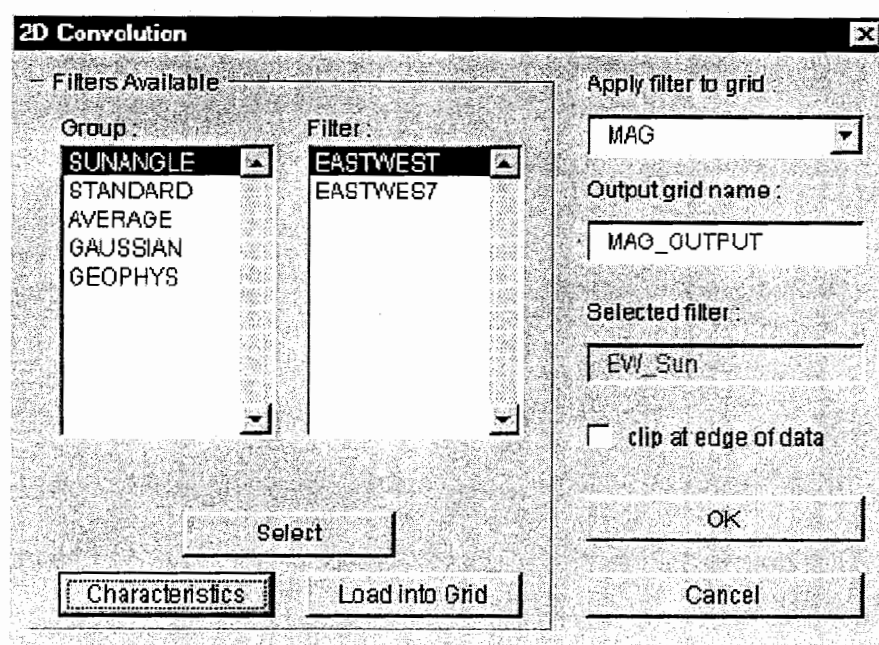 2D Convolution
Filters Available
Group :
SUNANGLE
STANDARD
AVERAGE
GAUSSIAN
GEOPHYS
Filter :
EASTWEST
EASTWES7
Select
Characteristics
Load into Grid
Apply filter to grid :
MAG
Output grid name :
MAG_OUTPUT
Selected filter :
EW_Sun
clip at edge of data
OK
Cancel